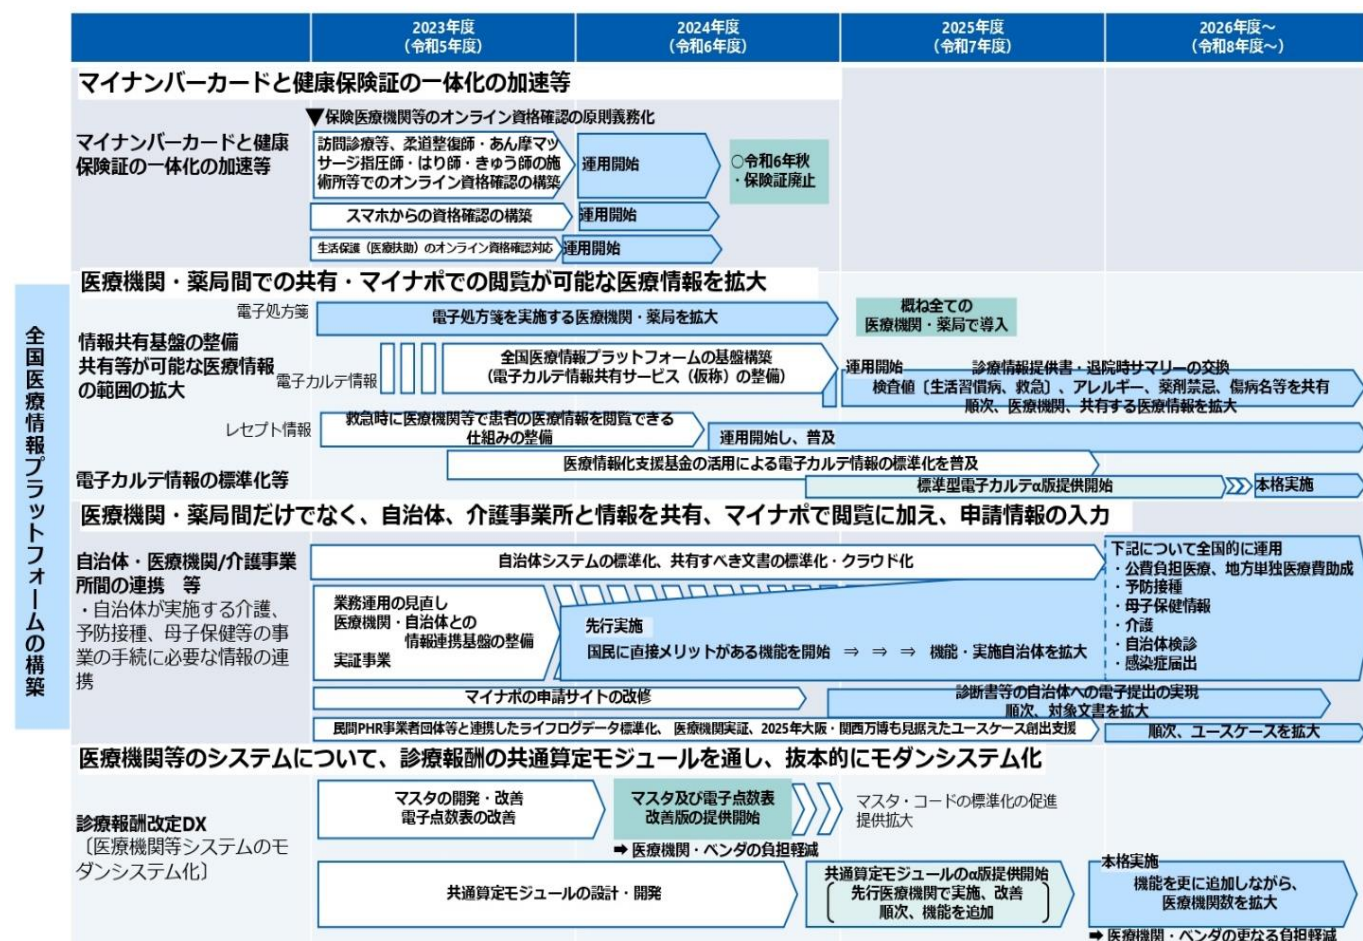 2023年度
（令和5年度）
2024年度
（令和6年度）
2025年度
（令和7年度）
2026年度～
（令和8年度～）
全国医療情報プラットフォームの構築
マイナンバーカードと健康保険証の一体化の加速等
▼保険医療機関等のオンライン資格確認の原則義務化
マイナンバーカードと健康
保険証の一体化の加速等
訪問診療等、柔道整復師・あん摩マッ
サージ指圧師・はり師・きゅう師の施
術所等でのオンライン資格確認の構築
運用開始
○令和6年秋
・保険証廃止
スマホからの資格確認の構築
運用開始
生活保護（医療扶助）のオンライン資格確認対応
運用開始
医療機関・薬局間での共有・マイナポでの閲覧が可能な医療情報を拡大
電子処方箋
電子処方箋を実施する医療機関・薬局を拡大
概ね全ての
医療機関・薬局で導入
情報共有基盤の整備
共有等が可能な医療情報
の範囲の拡大
電子カルテ情報
全国医療情報プラットフォームの基盤構築
（電子カルテ情報共有サービス（仮称）の整備）
運用開始
診療情報提供書・退院時サマリーの交換
検査値〔生活習慣病、救急〕、アレルギー、薬剤禁忌、傷病名等を共有
順次、医療機関、共有する医療情報を拡大
レセプト情報
救急時に医療機関等で患者の医療情報を閲覧できる
仕組みの整備
運用開始し、普及
医療情報化支援基金の活用による電子カルテ情報の標準化を普及
電子カルテ情報の標準化等
標準型電子カルテα版提供開始
本格実施
医療機関・薬局間だけでなく、自治体、介護事業所と情報を共有、マイナポで閲覧に加え、申請情報の入力
自治体・医療機関/介護事業
所間の連携　等
・自治体が実施する介護、
予防接種、母子保健等の事
業の手続に必要な情報の連
携
自治体システムの標準化、共有すべき文書の標準化・クラウド化
業務運用の見直し
医療機関・自治体との
情報連携基盤の整備
実証事業
先行実施
国民に直接メリットがある機能を開始　⇒　⇒　⇒　機能・実施自治体を拡大
下記について全国的に運用
・公費負担医療、地方単独医療費助成
・予防接種
・母子保健情報
・介護
・自治体検診
・感染症届出
マイナポの申請サイトの改修
診断書等の自治体への電子提出の実現
順次、対象文書を拡大
民間PHR事業者団体等と連携したライフログデータ標準化、医療機関実証、2025年大阪・関西万博も見据えたユースケース創出支援
順次、ユースケースを拡大
医療機関等のシステムについて、診療報酬の共通算定モジュールを通し、抜本的にモダンシステム化
診療報酬改定DX
〔医療機関等システムのモ
ダンシステム化〕
マスタの開発・改善
電子点数表の改善
マスタ及び電子点数表
改善版の提供開始
マスタ・コードの標準化の促進
提供拡大
➡ 医療機関・ベンダの負担軽減
共通算定モジュールの設計・開発
共通算定モジュールのα版提供開始
先行医療機関で実施、改善
順次、機能を追加
本格実施
機能を更に追加しながら、
医療機関数を拡大
➡ 医療機関・ベンダの更なる負担軽減